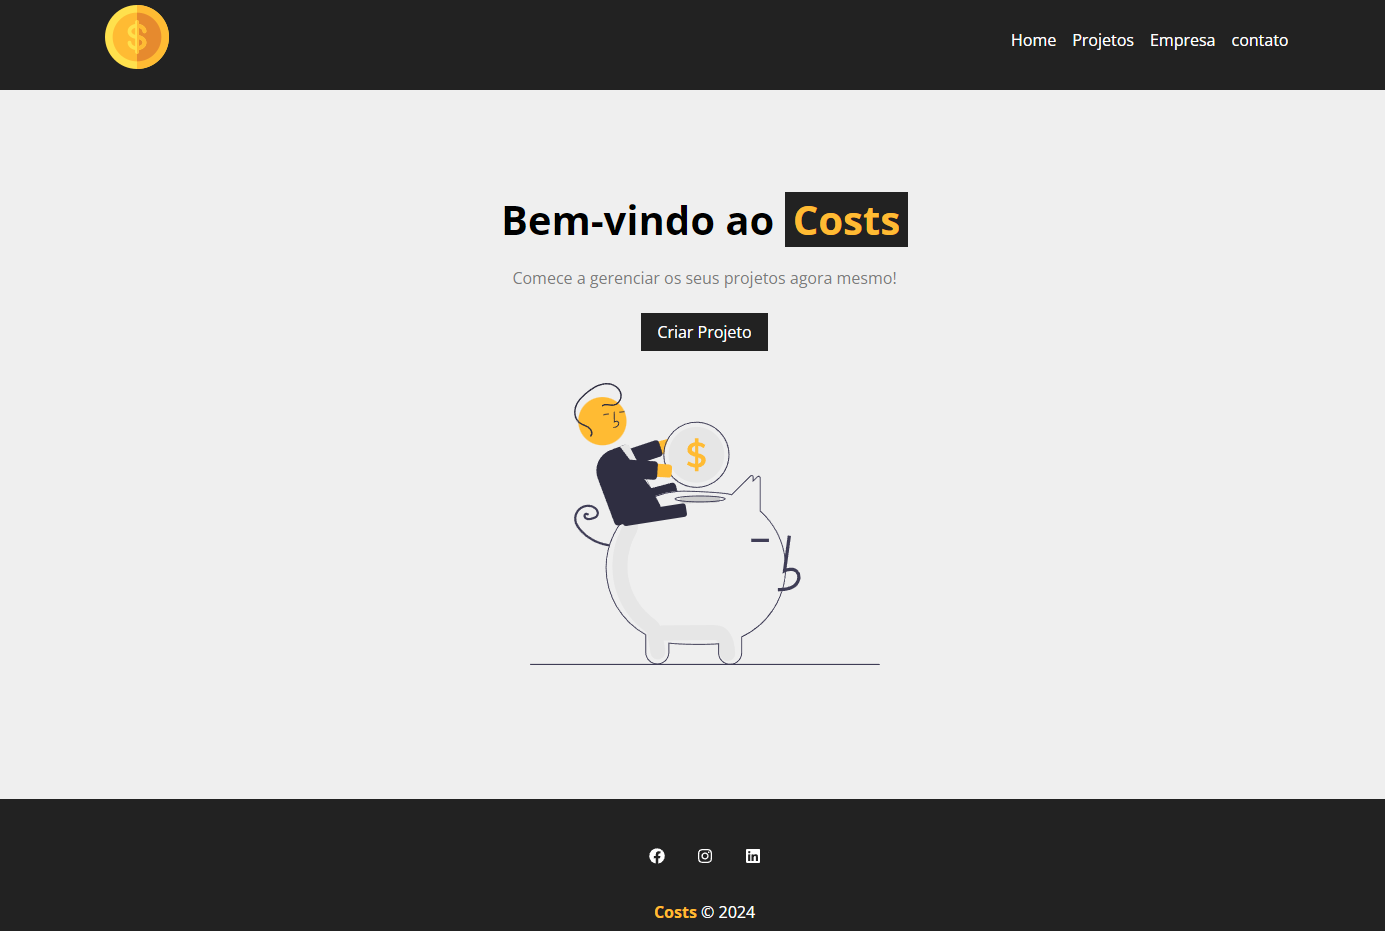 $
Home Projetos Empresa contato
Bem-vindo ao Costs
Comece a gerenciar os seus projetos agora mesmo!
Criar Projeto
$
Costs © 2024